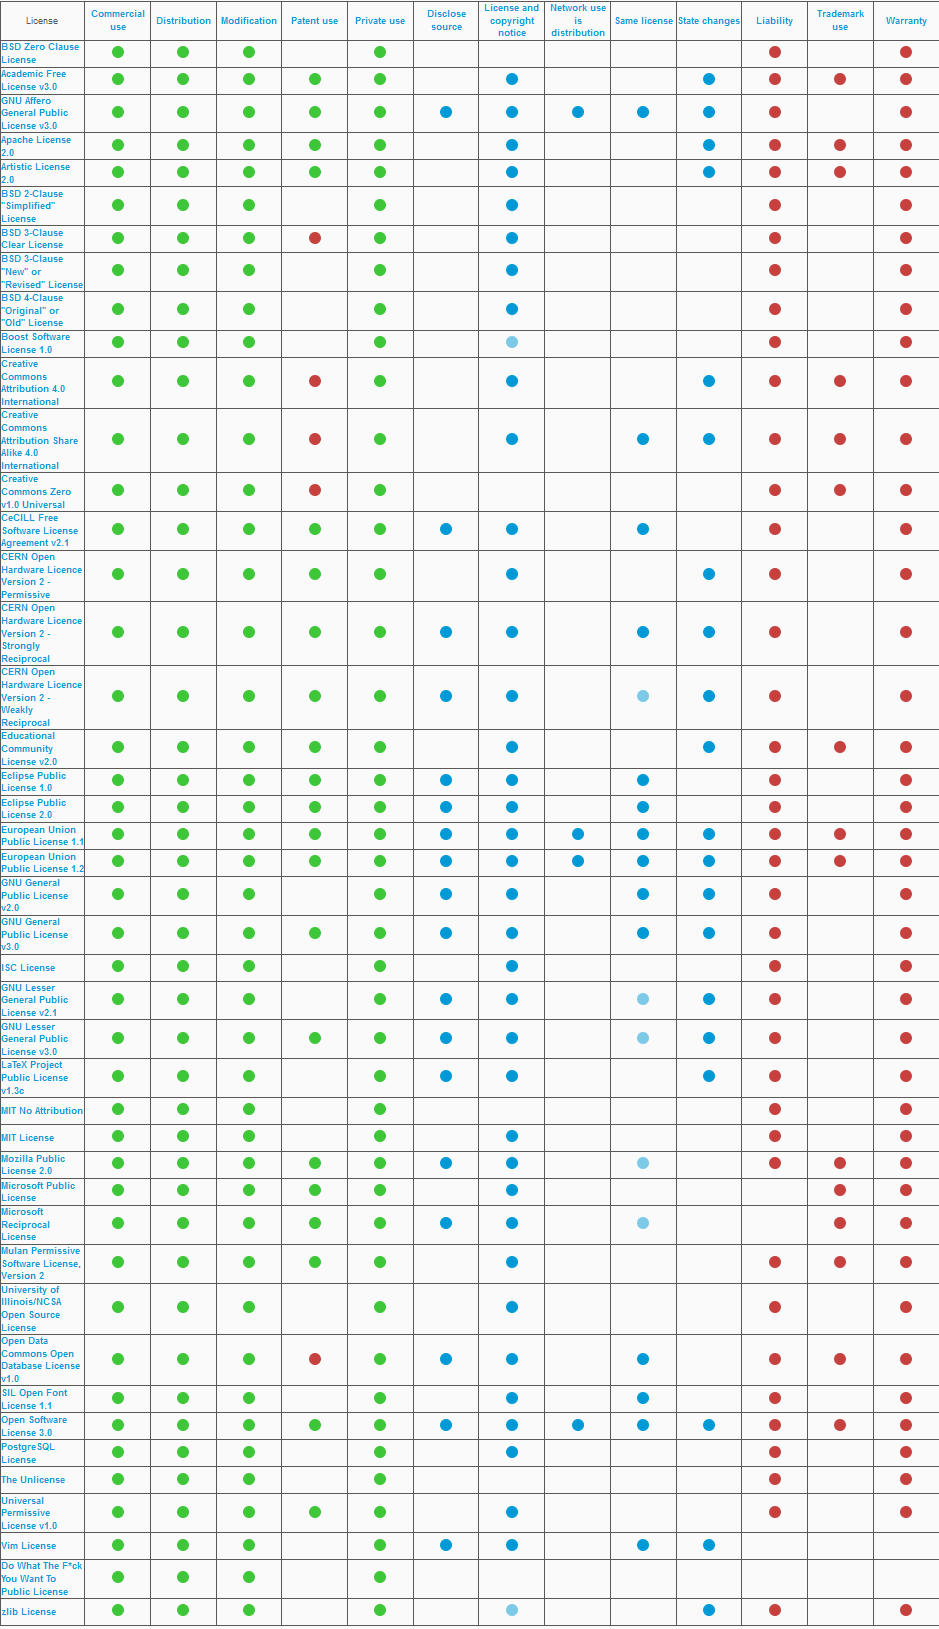 License
Commercial
use
Distribution
Modification
Patent use
Private use
Disclose
source
License and
copyright
notice
Network use
is
distribution
Same license
State changes
Liability
Trademark
use
Warranty
BSD Zero Clause
License
Academic Free
License v3.0
GNU Affero
General Public
License v3.0
Apache License
2.0
Artistic License
2.0
BSD 2-Clause
"Simplified"
License
BSD 3-Clause
Clear License
BSD 3-Clause
"New" or
"Revised" License
BSD 4-Clause
"Original" or
"Old" License
Boost Software
License 1.0
Creative
Commons
Attribution 4.0
International
Creative
Commons
Attribution Share
Alike 4.0
International
Creative
Commons Zero
v1.0 Universal
CeCILL Free
Software License
Agreement v2.1
CERN Open
Hardware Licence
Version 2 -
Permissive
CERN Open
Hardware Licence
Version 2 -
Strongly
Reciprocal
CERN Open
Hardware Licence
Version 2 -
Weakly
Reciprocal
Educational
Community
License v2.0
Eclipse Public
License 1.0
Eclipse Public
License 2.0
European Union
Public License 1.1
European Union
Public License 1.2
GNU General
Public License
v2.0
GNU General
Public License
v3.0
ISC License
GNU Lesser
General Public
License v2.1
GNU Lesser
General Public
License v3.0
LaTeX Project
Public License
v1.3c
MIT No Attribution
MIT License
Mozilla Public
License 2.0
Microsoft Public
License
Microsoft
Reciprocal
License
Mulan Permissive
Software License,
Version 2
University of
Illinois/NCSA
Open Source
License
Open Data
Commons Open
Database License
v1.0
SIL Open Font
License 1.1
Open Software
License 3.0
PostgreSQL
License
The Unlicense
Universal
Permissive
License v1.0
Vim License
Do What The F*ck
You Want To
Public License
zlib License